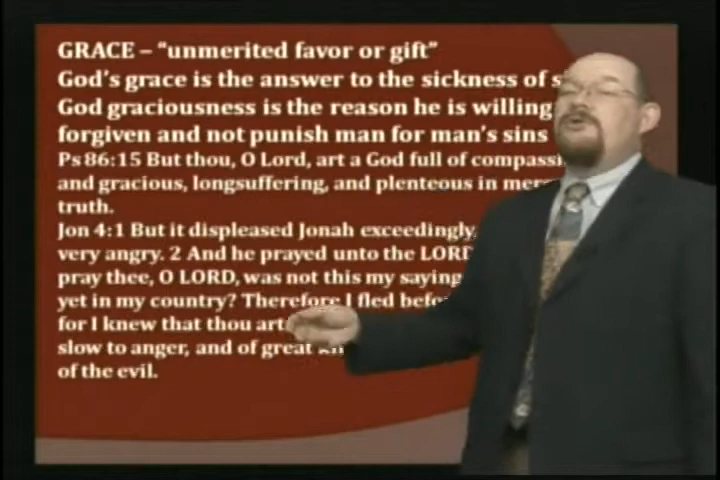 GRACE – “unmerited favor or gift”
God’s grace is the answer to the sickness of s
God graciousness is the reason he is willing
forgiven and not punish man for man’s sins
Ps 86:15 But thou, O Lord, art a God full of compassi
and gracious, longsuffering, and plenteous in mer
truth.
Jon 4:1 But it displeased Jonah exceedingly,
very angry. 2 And he prayed unto the LORD
pray thee, O LORD, was not this my saying
yet in my country? Therefore I fled befo
for I knew that thou art
slow to anger, and of great
of the evil.